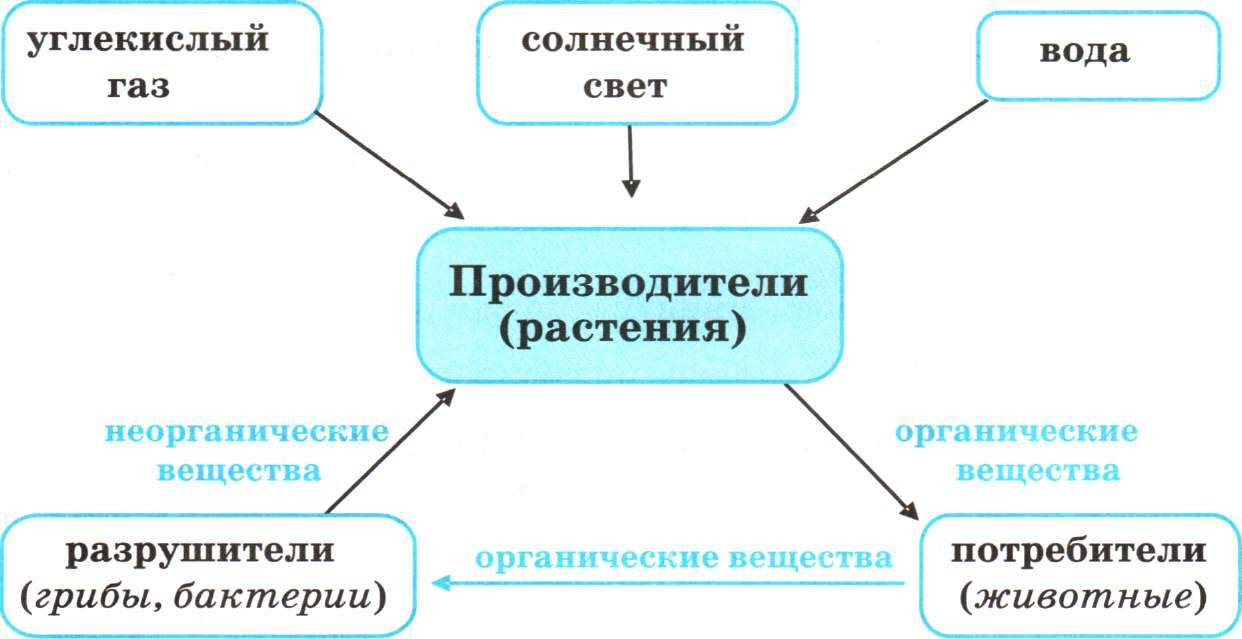 углекислый
газ
солнечный
свет
вода
Производители
(растения)
неорганические
вещества
органические
вещества
разрушители
(грибы, бактерии)
органические вещества
потребители
(животные)